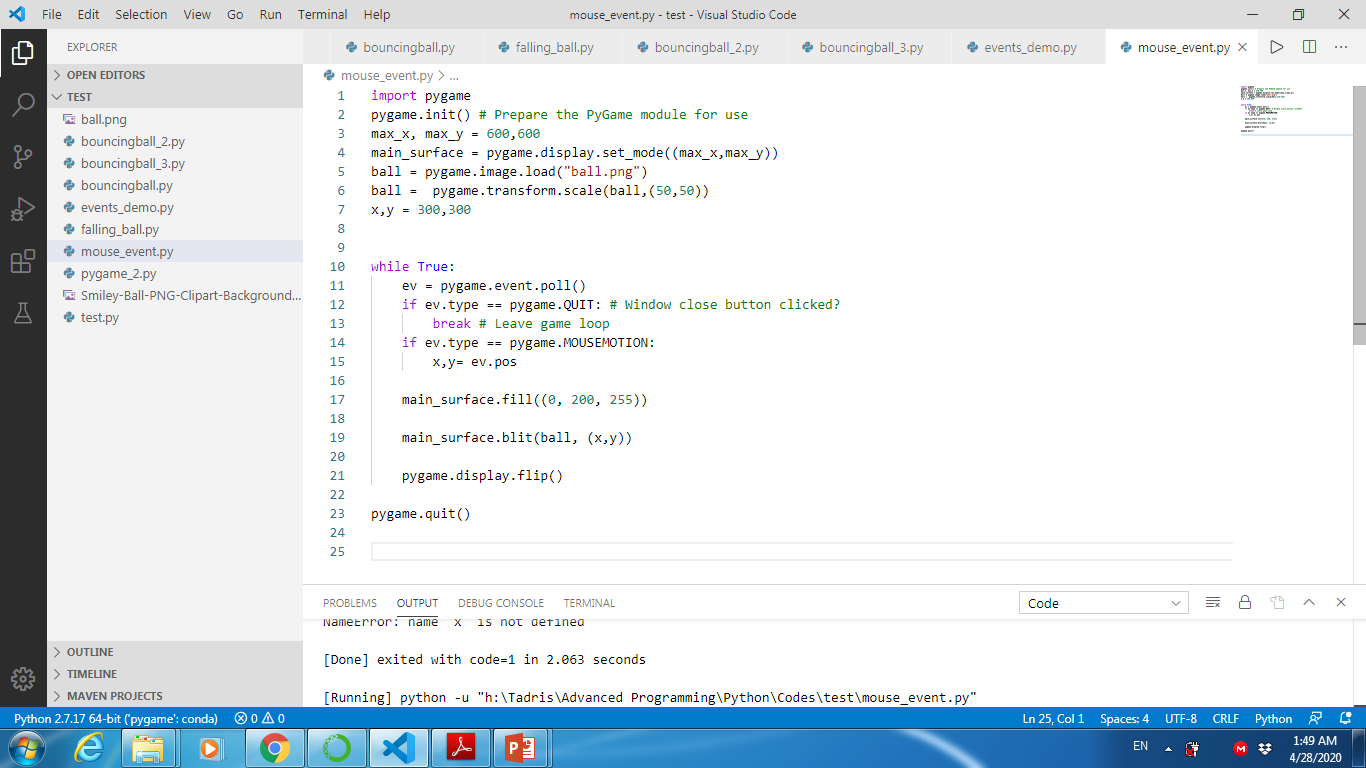 File Edit Selection View Go Run Terminal Help mouse_event.py - test - Visual Studio Code
EXPLORER
OPEN EDITORS
TEST
ball.png
bouncingball_2.py
bouncingball_3.py
bouncingball.py
events_demo.py
falling_ball.py
mouse_event.py
pygame_2.py
Smiley-Ball-PNG-Clipart-Background...
test.py
OUTLINE
TIMELINE
MAVEN PROJECTS
bouncingball.py falling_ball.py bouncingball_2.py bouncingball_3.py events_demo.py mouse_event.py
mouse_event.py > ...
1 import pygame
2 pygame.init() # Prepare the PyGame module for use
3 max_x, max_y = 600,600
4 main_surface = pygame.display.set_mode((max_x,max_y))
5 ball = pygame.image.load("ball.png")
6 ball =  pygame.transform.scale(ball,(50,50))
7 x,y = 300,300
8
9
10 while True:
11     ev = pygame.event.poll()
12     if ev.type == pygame.QUIT: # Window close button clicked?
13         break # Leave game loop
14     if ev.type == pygame.MOUSEMOTION:
15         x,y= ev.pos
16
17     main_surface.fill((0, 200, 255))
18
19     main_surface.blit(ball, (x,y))
20
21     pygame.display.flip()
22
23 pygame.quit()
24
25
PROBLEMS OUTPUT DEBUG CONSOLE TERMINAL Code
NameError: name 'x' is not defined
[Done] exited with code=1 in 2.063 seconds
[Running] python -u "h:\Tadris\Advanced Programming\Python\Codes\test\mouse_event.py"
Python 2.7.17 64-bit ('pygame': conda) 0 0 Ln 25, Col 1 Spaces: 4 UTF-8 CRLF Python
EN 1:49 AM
4/28/2020